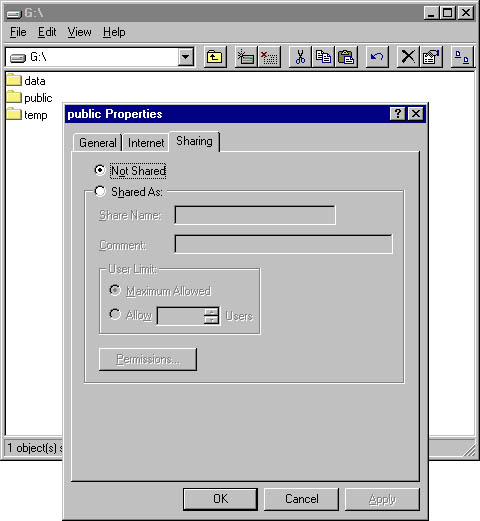 G:\
File Edit View Help
G:\
data
public
temp
public Properties
General Internet Sharing
Not Shared
Shared As:
Share Name:
Comment:
User Limit:
Maximum Allowed
Allow Users
Permissions...
1 object(s)
OK Cancel Apply